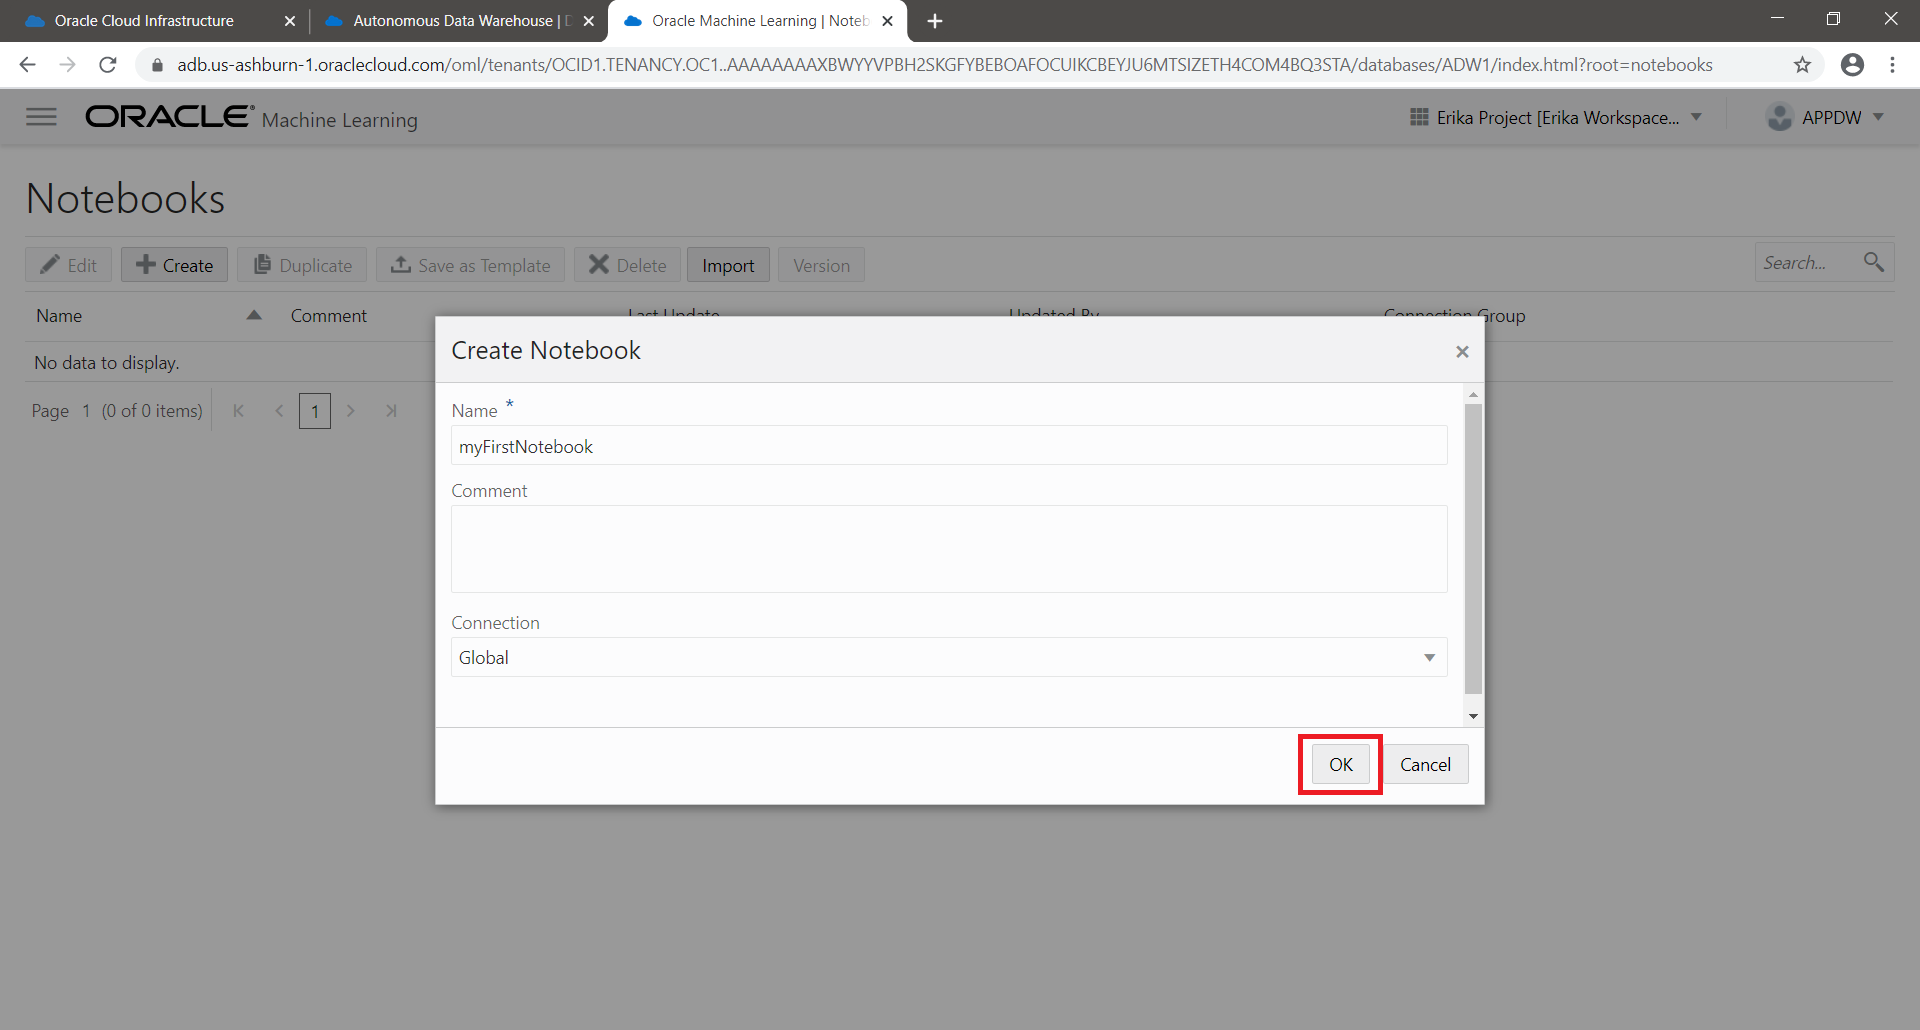 Oracle Cloud Infrastructure
Autonomous Data Warehouse | D
Oracle Machine Learning | Noteb
adb.us-ashburn-1.oraclecloud.com/oml/tenants/OCID1.TENANCY.OC1..AAAAAAAAXBWYYVPBH2SKGFYBEBOAFOCUIKCBEYJU6MTSIZETH4COM4BQ3STA/databases/ADW1/index.html?root=notebooks
ORACLE® Machine Learning
Erika Project [Erika Workspace...
APPDW
Notebooks
Edit
Create
Duplicate
Save as Template
Delete
Import
Version
Search...
Name
Comment
Last Update
Updated By
Connection Group
No data to display.
Page 1 (0 of 0 items)
1
Create Notebook
Name *
myFirstNotebook
Comment
Connection
Global
OK
Cancel